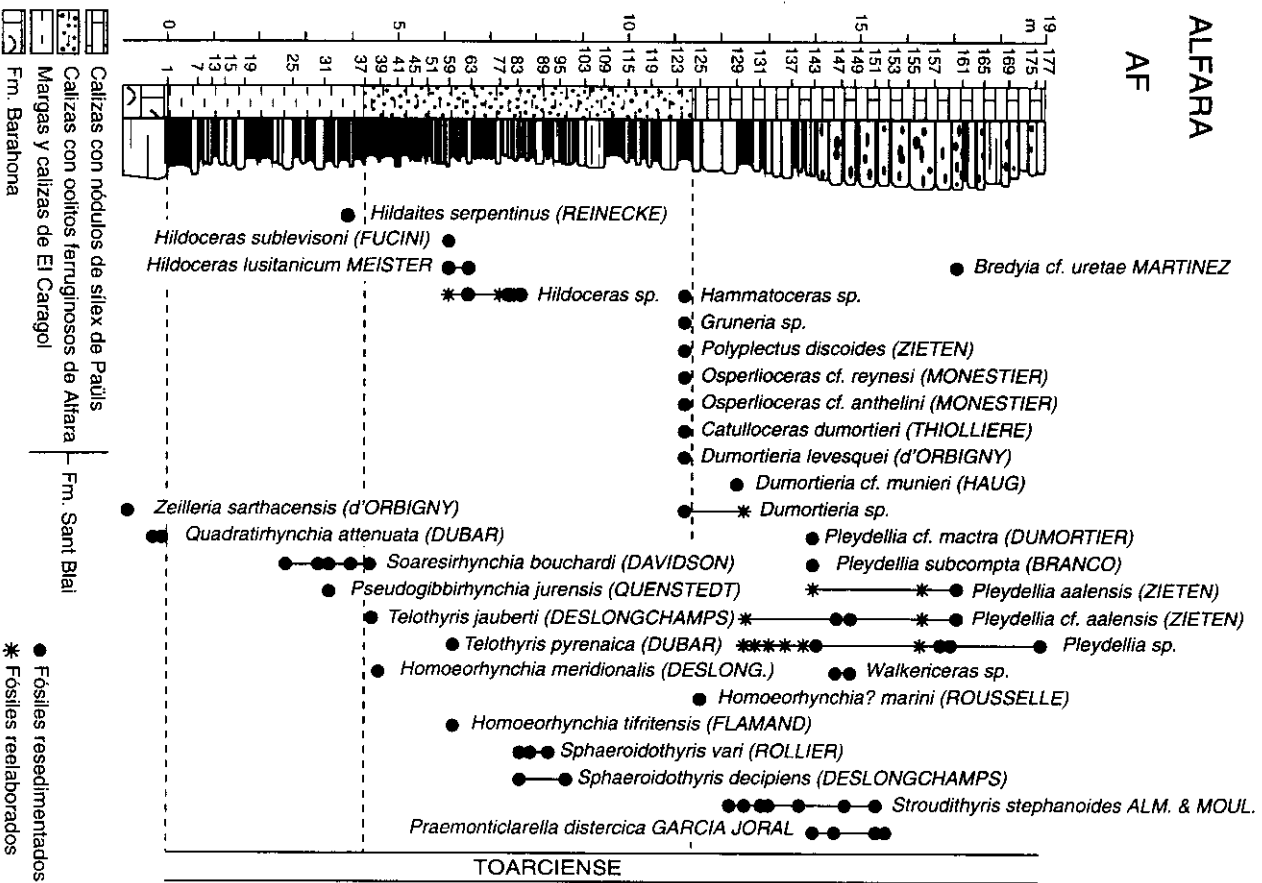 ALFARA
AF
0 5 10 15 19
m
1 7 13 15 19 25 31 37 39 41 45 51 59 63 77 83 89 95 103 109 15 19 123 125 129 131 137 143 147 149 151 153 155 157 161 165 169 175 177
Hildaites serpentinus (REINECKE)
Hildoceras sublevisoni (FUCINI)
Hildoceras lusitanicum MEISTER
Bredyia cf. uretae MARTINEZ
Hildoceras sp.
Hammatoceras sp.
Gruneria sp.
Polyplectus discoides (ZIETEN)
Osperlioceras cf. reynesi (MONESTIER)
Osperlioceras cf. anthelini (MONESTIER)
Catulloceras dumortieri (THIOLLIERE)
Dumortieria levesquei (d'ORBIGNY)
Dumortieria cf. munieri (HAUG)
Zeilleria sarthacensis (d'ORBIGNY)
Dumortieria sp.
Quadratirhynchia attenuata (DUBAR)
Pleydellia cf. mactra (DUMORTIER)
Soaresirhynchia bouchardi (DAVIDSON)
Pleydellia subcompta (BRANCO)
Pseudogibbirhynchia jurensis (QUENSTEDT)
Pleydellia aalensis (ZIETEN)
Telothyris jauberti (DESLONGCHAMPS)
Pleydellia cf. aalensis (ZIETEN)
Telothyris pyrenaica (DUBAR)
Pleydellia sp.
Homoeorhynchia meridionalis (DESLONG.)
Walkericeras sp.
Homoeorhynchia? marini (ROUSSELLE)
Homoeorhynchia tifritensis (FLAMAND)
Sphaeroidothyris vari (ROLLIER)
Sphaeroidothyris decipiens (DESLONGCHAMPS)
Stroudithyris stephanoides ALM. & MOUL.
Praemonticlarella distercica GARCIA JORAL
TOARCIENSE
Calizas con nódulos de sílex de Paüls
Calizas con oolitos ferruginosos de Alfara
Margas y calizas de El Caragol
Fm. Sant Blai
Fm. Barahona
● Fósiles resedimentados
✱ Fósiles reelaborados